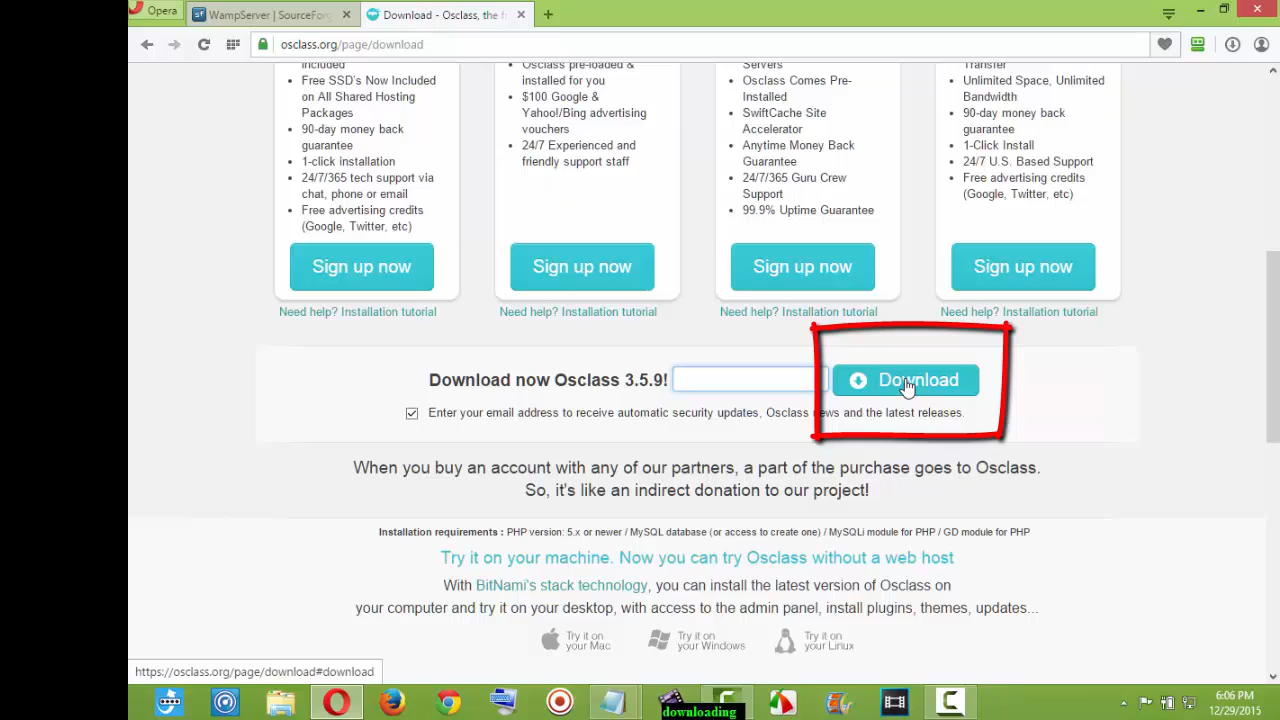 Opera
WampServer | SourceForg
Download - Osclass, the f
osclass.org/page/download
included
Free SSD's Now Included
on All Shared Hosting
Packages
90-day money back
guarantee
1-click installation
24/7/365 tech support via
chat, phone or email
Free advertising credits
(Google, Twitter, etc)
Sign up now
Need help? Installation tutorial
Osclass pre-loaded &
installed for you
$100 Google &
Yahoo!/Bing advertising
vouchers
24/7 Experienced and
friendly support staff
Sign up now
Need help? Installation tutorial
Servers
Osclass Comes Pre-
Installed
SwiftCache Site
Accelerator
Anytime Money Back
Guarantee
24/7/365 Guru Crew
Support
99.9% Uptime Guarantee
Sign up now
Need help? Installation tutorial
Transfer
Unlimited Space, Unlimited
Bandwidth
90-day money back
guarantee
1-Click Install
24/7 U.S. Based Support
Free advertising credits
(Google, Twitter, etc)
Sign up now
Need help? Installation tutorial
Download now Osclass 3.5.9!
Download
Enter your email address to receive automatic security updates, Osclass news and the latest releases.
When you buy an account with any of our partners, a part of the purchase goes to Osclass.
So, it's like an indirect donation to our project!
Installation requirements : PHP version: 5.x or newer / MySQL database (or access to create one) / MySQLi module for PHP / GD module for PHP
Try it on your machine. Now you can try Osclass without a web host
With BitNami's stack technology, you can install the latest version of Osclass on
your computer and try it on your desktop, with access to the admin panel, install plugins, themes, updates...
Try it on
your Mac
Try it on
your Windows
Try it on
your Linux
https://osclass.org/page/download#download
downloading
6:06 PM
12/29/2015